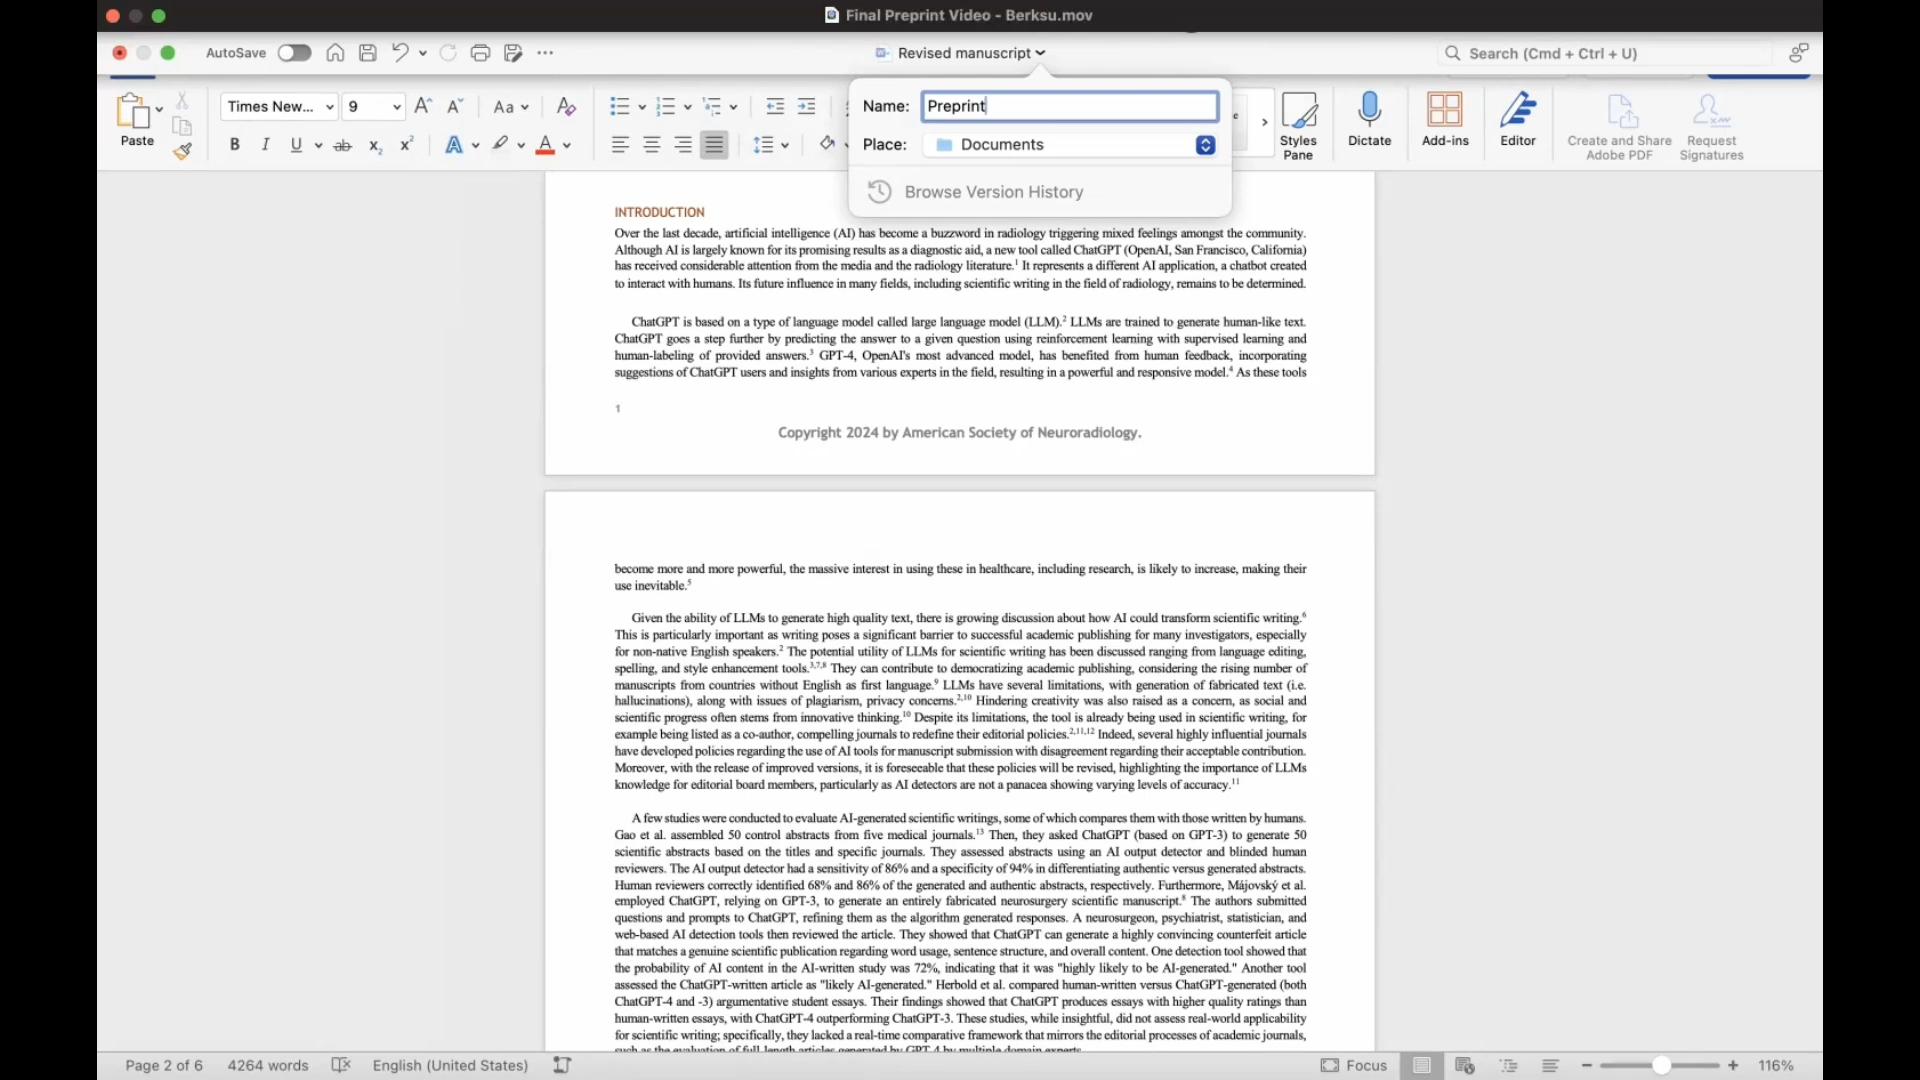 Final Preprint Video - Berksu.mov
AutoSave
Revised manuscript
Search (Cmd + Ctrl + U)
Name: Preprint
Place: Documents
Browse Version History
Paste
Times New...
9
Aa
Styles Pane
Dictate
Add-ins
Editor
Create and Share Adobe PDF
Request Signatures
INTRODUCTION
Over the last decade, artificial intelligence (AI) has become a buzzword in radiology triggering mixed feelings amongst the community.
Although AI is largely known for its promising results as a diagnostic aid, a new tool called ChatGPT (OpenAI, San Francisco, California)
has received considerable attention from the media and the radiology literature.¹ It represents a different AI application, a chatbot created
to interact with humans. Its future influence in many fields, including scientific writing in the field of radiology, remains to be determined.
ChatGPT is based on a type of language model called large language model (LLM).² LLMs are trained to generate human-like text.
ChatGPT goes a step further by predicting the answer to a given question using reinforcement learning with supervised learning and
human-labeling of provided answers.³ GPT-4, OpenAI's most advanced model, has benefited from human feedback, incorporating
suggestions of ChatGPT users and insights from various experts in the field, resulting in a powerful and responsive model.⁴ As these tools
1
Copyright 2024 by American Society of Neuroradiology.
become more and more powerful, the massive interest in using these in healthcare, including research, is likely to increase, making their
use inevitable.⁵
Given the ability of LLMs to generate high quality text, there is growing discussion about how AI could transform scientific writing.⁶
This is particularly important as writing poses a significant barrier to successful academic publishing for many investigators, especially
for non-native English speakers.² The potential utility of LLMs for scientific writing has been discussed ranging from language editing,
spelling, and style enhancement tools.³,⁷,⁸ They can contribute to democratizing academic publishing, considering the rising number of
manuscripts from countries without English as first language.⁹ LLMs have several limitations, with generation of fabricated text (i.e.
hallucinations), along with issues of plagiarism, privacy concerns.²,¹⁰ Hindering creativity was also raised as a concern, as social and
scientific progress often stems from innovative thinking.¹⁰ Despite its limitations, the tool is already being used in scientific writing, for
example being listed as a co-author, compelling journals to redefine their editorial policies.²,¹¹,¹² Indeed, several highly influential journals
have developed policies regarding the use of AI tools for manuscript submission with disagreement regarding their acceptable contribution.
Moreover, with the release of improved versions, it is foreseeable that these policies will be revised, highlighting the importance of LLMs
knowledge for editorial board members, particularly as AI detectors are not a panacea showing varying levels of accuracy.¹¹
A few studies were conducted to evaluate AI-generated scientific writings, some of which compares them with those written by humans.
Gao et al. assembled 50 control abstracts from five medical journals.¹³ Then, they asked ChatGPT (based on GPT-3) to generate 50
scientific abstracts based on the titles and specific journals. They assessed abstracts using an AI output detector and blinded human
reviewers. The AI output detector had a sensitivity of 86% and a specificity of 94% in differentiating authentic versus generated abstracts.
Human reviewers correctly identified 68% and 86% of the generated and authentic abstracts, respectively. Furthermore, Májovský et al.
employed ChatGPT, relying on GPT-3, to generate an entirely fabricated neurosurgery scientific manuscript.⁸ The authors submitted
questions and prompts to ChatGPT, refining them as the algorithm generated responses. A neurosurgeon, psychiatrist, statistician, and
web-based AI detection tools then reviewed the article. They showed that ChatGPT can generate a highly convincing counterfeit article
that matches a genuine scientific publication regarding word usage, sentence structure, and overall content. One detection tool showed that
the probability of AI content in the AI-written study was 72%, indicating that it was "highly likely to be AI-generated." Another tool
assessed the ChatGPT-written article as "likely AI-generated." Herbold et al. compared human-written versus ChatGPT-generated (both
ChatGPT-4 and -3) argumentative student essays. Their findings showed that ChatGPT produces essays with higher quality ratings than
human-written essays, with ChatGPT-4 outperforming ChatGPT-3. These studies, while insightful, did not assess real-world applicability
for scientific writing; specifically, they lacked a real-time comparative framework that mirrors the editorial processes of academic journals,
such as the evaluation of full-length articles generated by GPT-4 by multiple domain experts.
Page 2 of 6
4264 words
English (United States)
Focus
116%